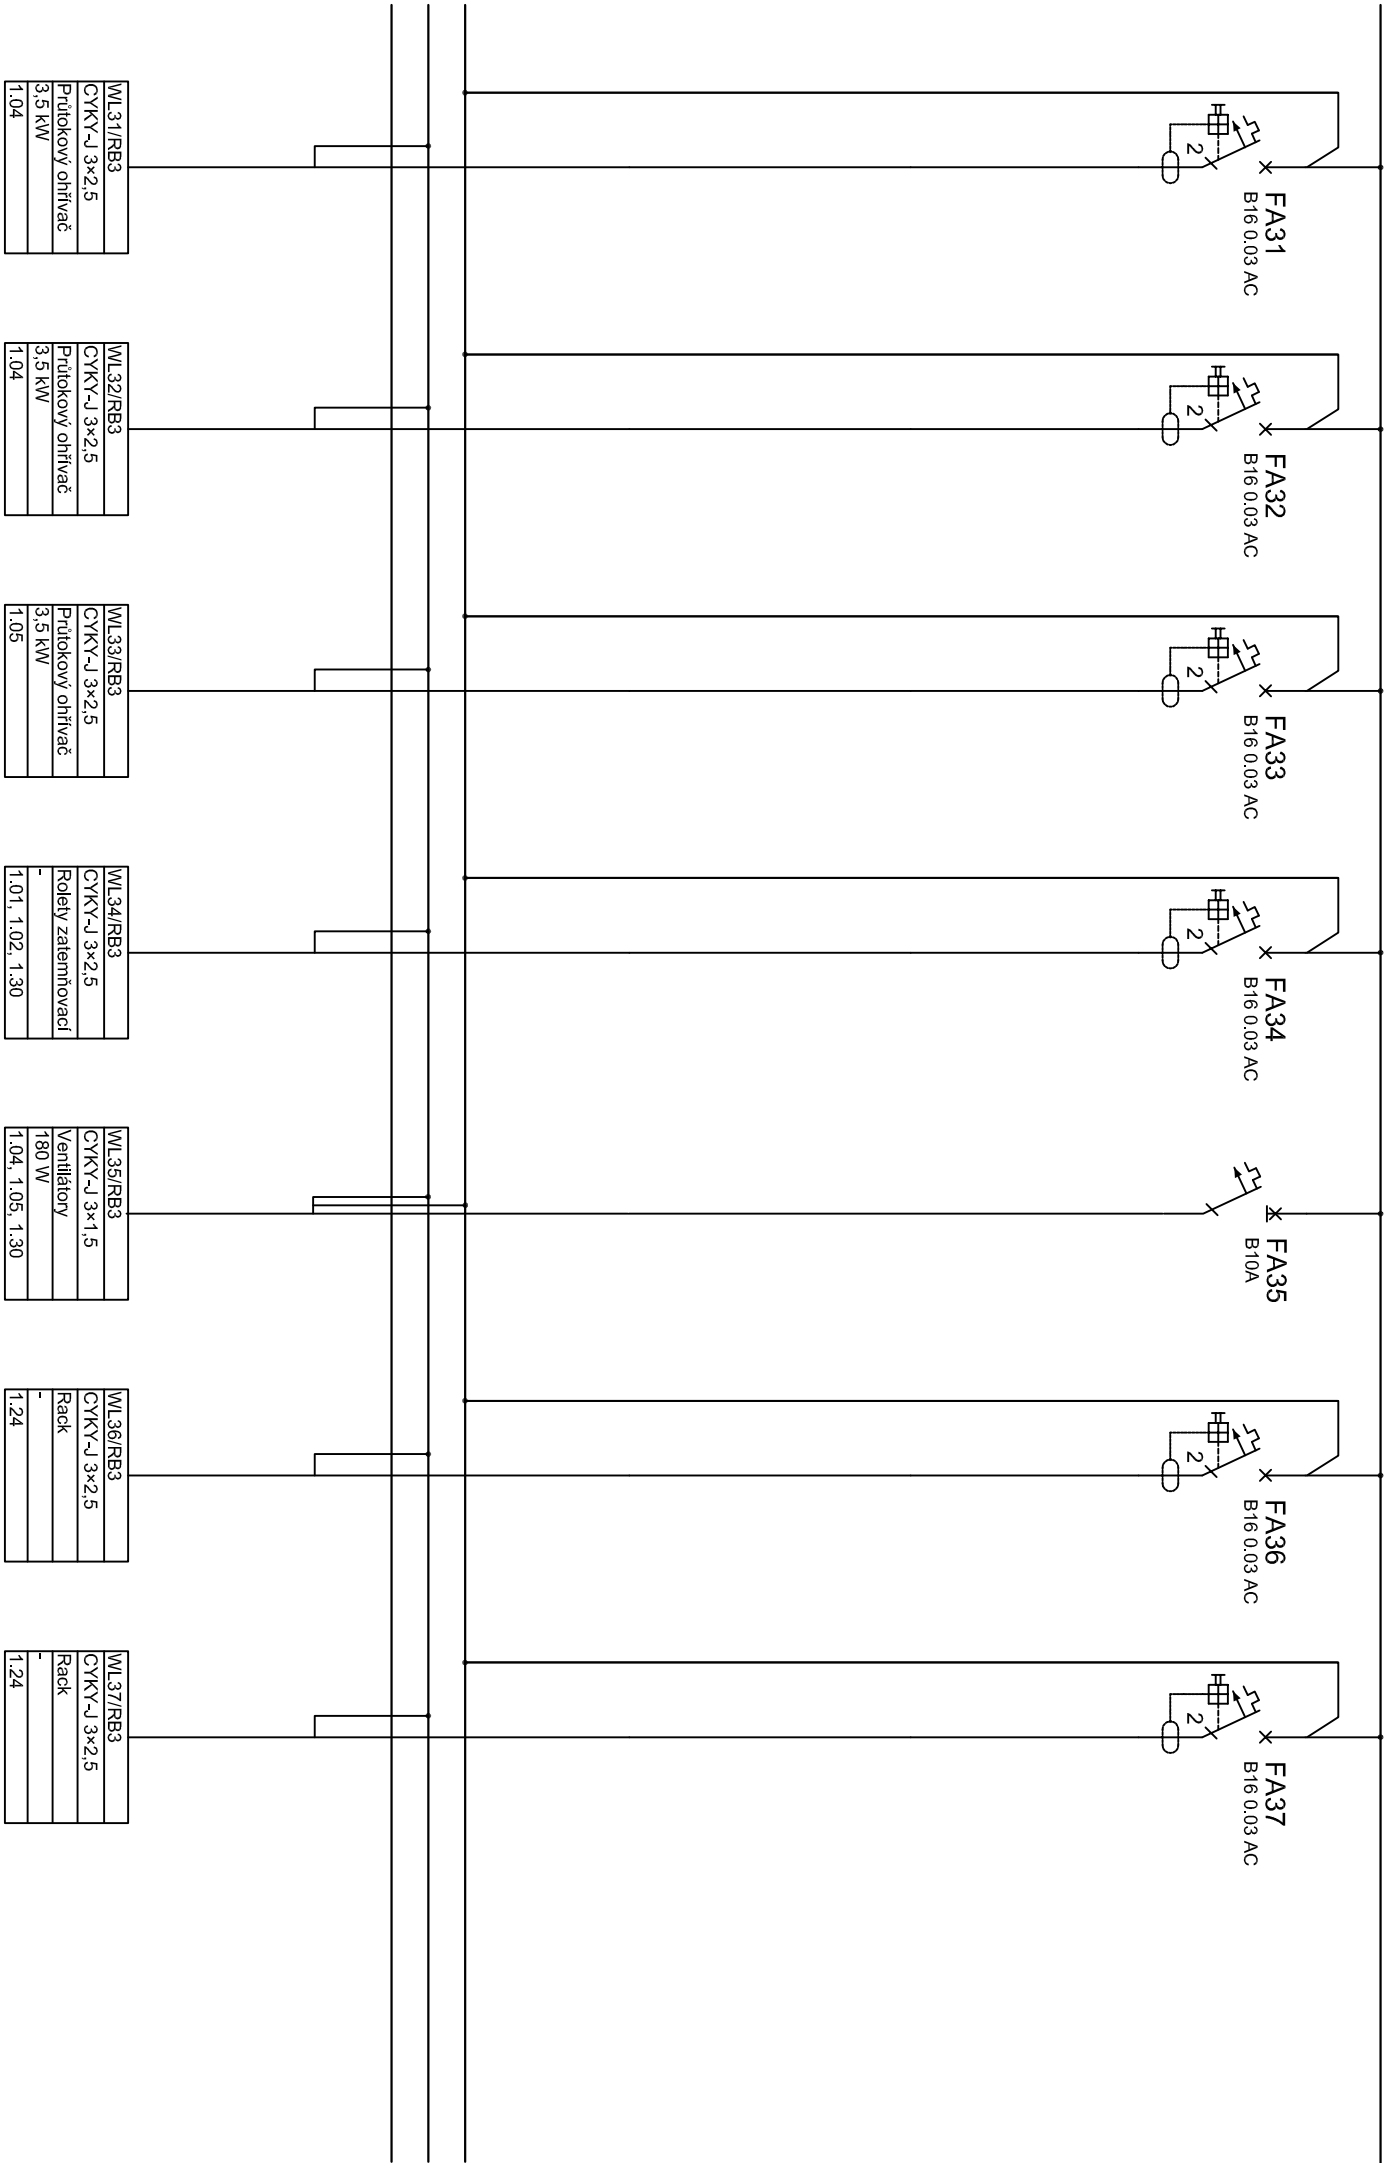 FA31
B16 0.03 AC
2
FA32
B16 0.03 AC
2
FA33
B16 0.03 AC
2
FA34
B16 0.03 AC
2
FA35
B10A
FA36
B16 0.03 AC
2
FA37
B16 0.03 AC
2
WL31/RB3
CYKY-J 3×2,5
Průtokový ohřívač
3,5 kW
1.04
WL32/RB3
CYKY-J 3×2,5
Průtokový ohřívač
3,5 kW
1.04
WL33/RB3
CYKY-J 3×2,5
Průtokový ohřívač
3,5 kW
1.05
WL34/RB3
CYKY-J 3×2,5
Rolety zatemňovací
-
1.01, 1.02, 1.30
WL35/RB3
CYKY-J 3×1,5
Ventilátory
180 W
1.04, 1.05, 1.30
WL36/RB3
CYKY-J 3×2,5
Rack
-
1.24
WL37/RB3
CYKY-J 3×2,5
Rack
-
1.24